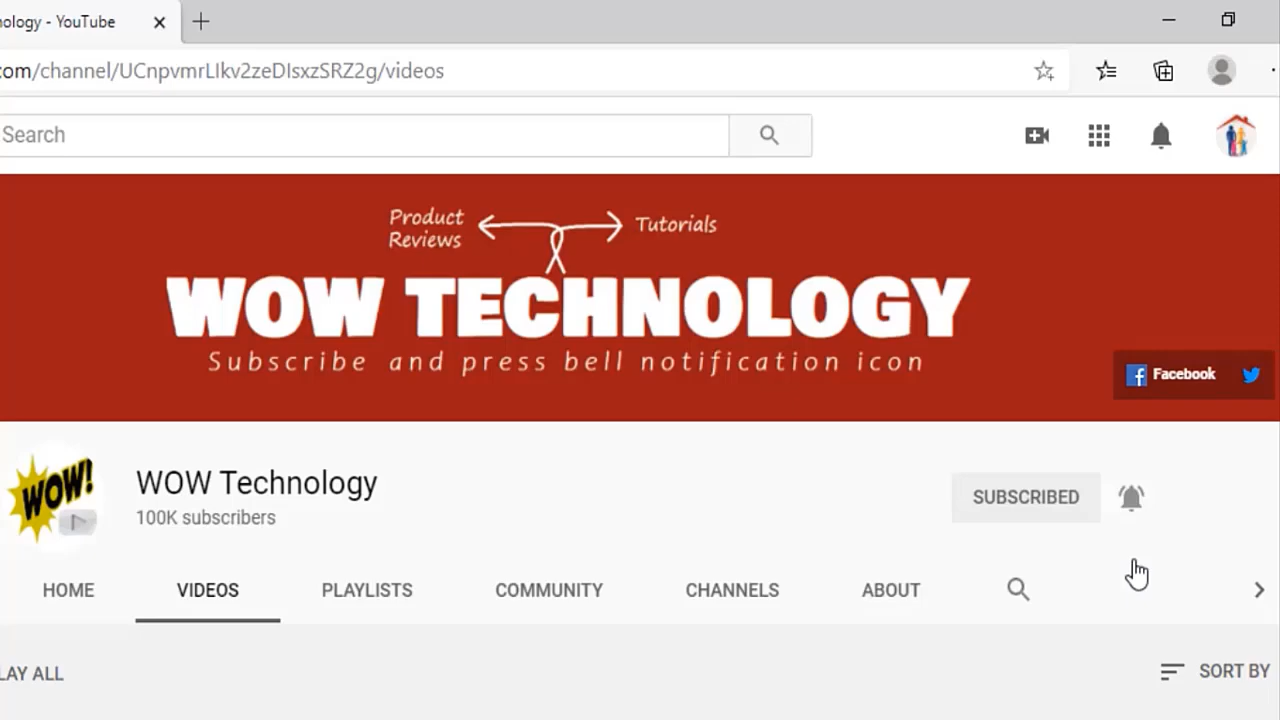 nology - YouTube
com/channel/UCnpvmrLIkv2zeDIsxzSRZ2g/videos
Search
Product
Reviews
Tutorials
WOW TECHNOLOGY
Subscribe and press bell notification icon
Facebook
WOW!
WOW Technology
100K subscribers
SUBSCRIBED
HOME VIDEOS PLAYLISTS COMMUNITY CHANNELS ABOUT
LAY ALL
SORT BY